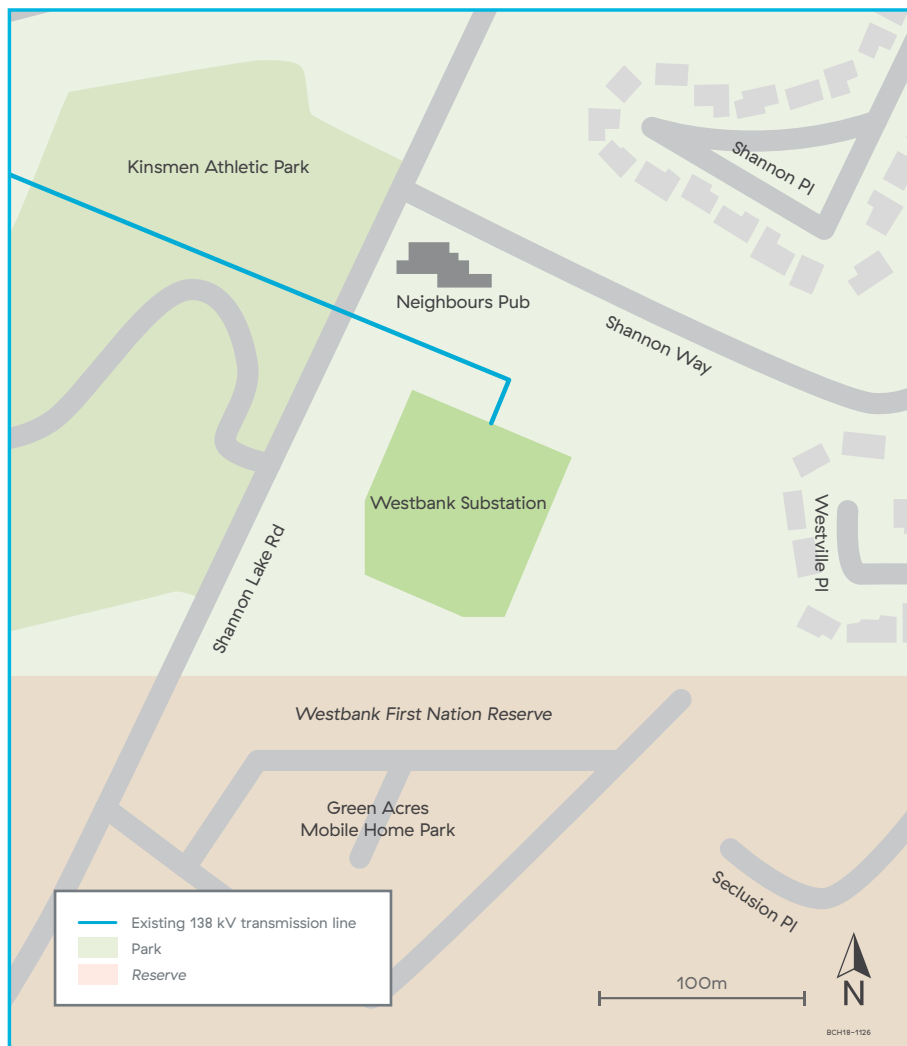 Kinsmen Athletic Park
Shannon Pl
Neighbours Pub
Shannon Way
Westbank Substation
Westville Pl
Shannon Lake Rd
Westbank First Nation Reserve
Green Acres
Mobile Home Park
Seclusion Pl
Existing 138 kV transmission line
Park
Reserve
100m
N
BCH18-1126